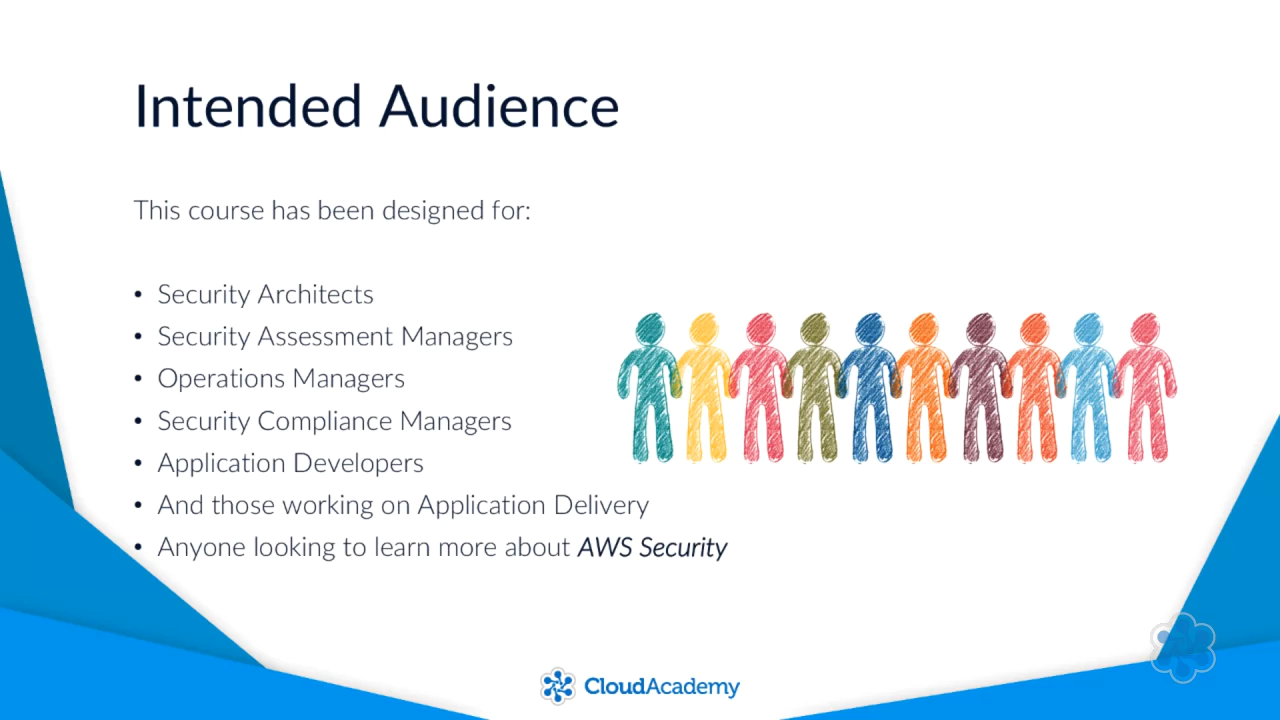 Intended Audience
This course has been designed for:
• Security Architects
• Security Assessment Managers
• Operations Managers
• Security Compliance Managers
• Application Developers
• And those working on Application Delivery
• Anyone looking to learn more about AWS Security
CloudAcademy